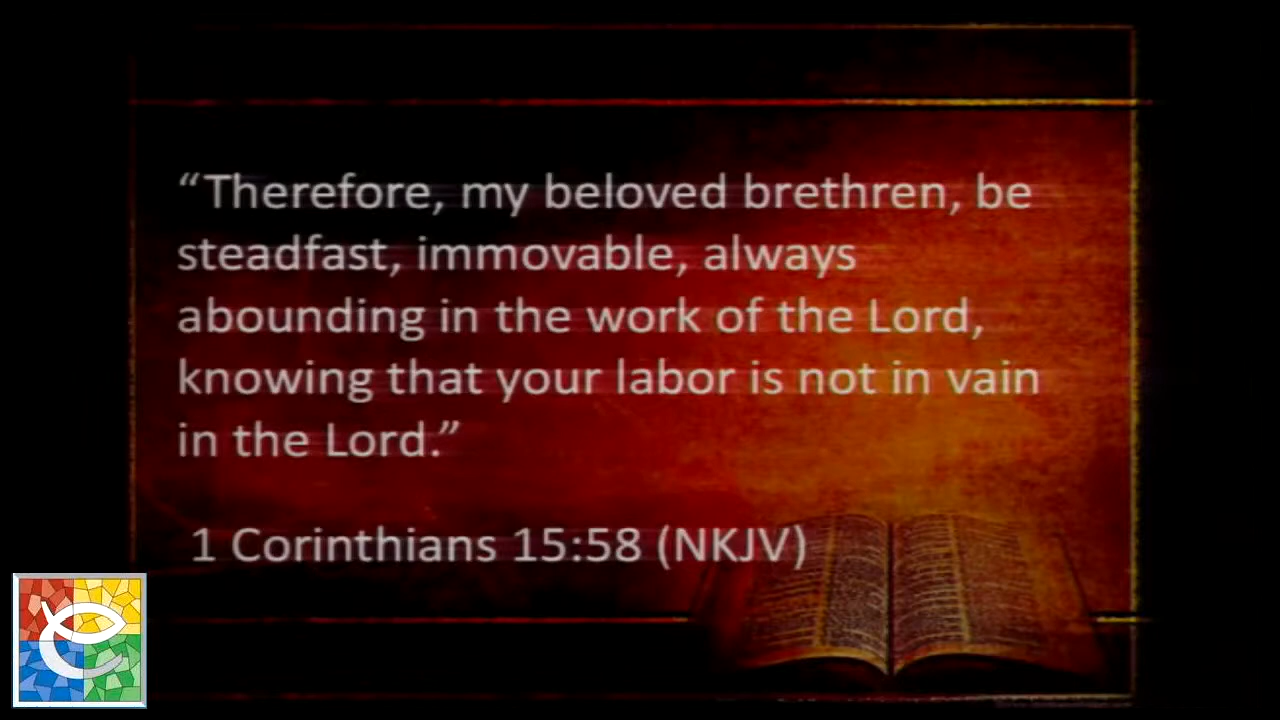 “Therefore, my beloved brethren, be
steadfast, immovable, always
abounding in the work of the Lord,
knowing that your labor is not in vain
in the Lord.”
1 Corinthians 15:58 (NKJV)